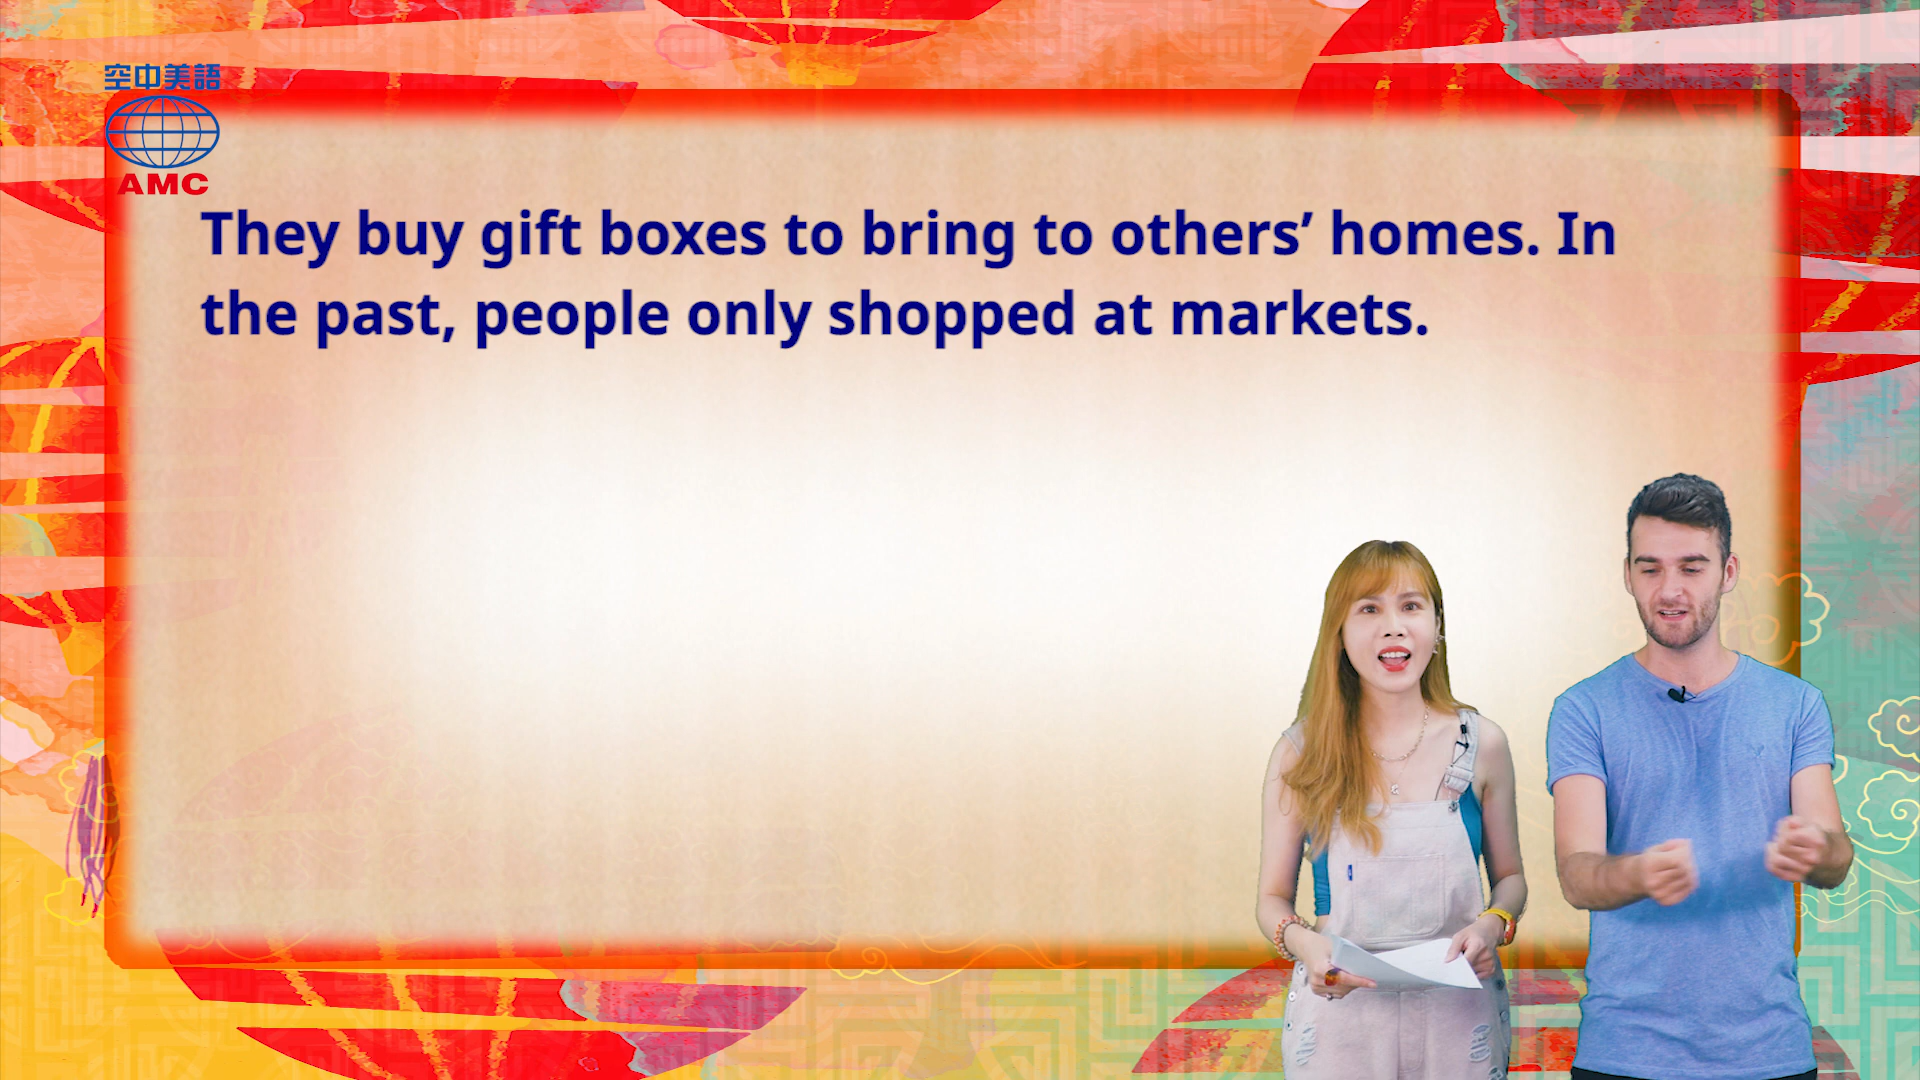 空中美語
AMC
They buy gift boxes to bring to others’ homes. In
the past, people only shopped at markets.